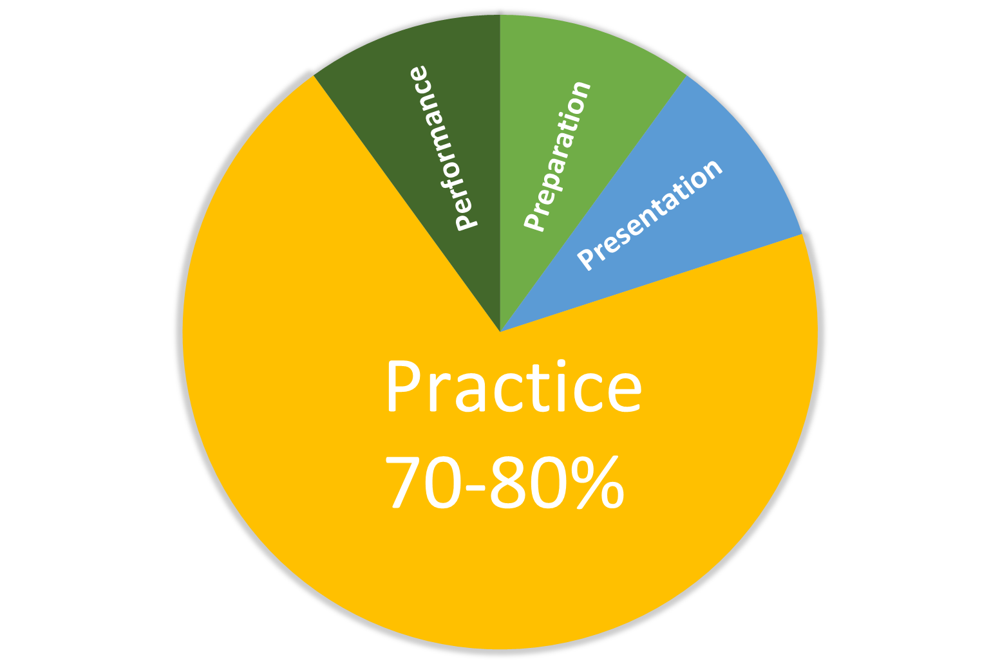 Performance
Preparation
Presentation
Practice
70-80%